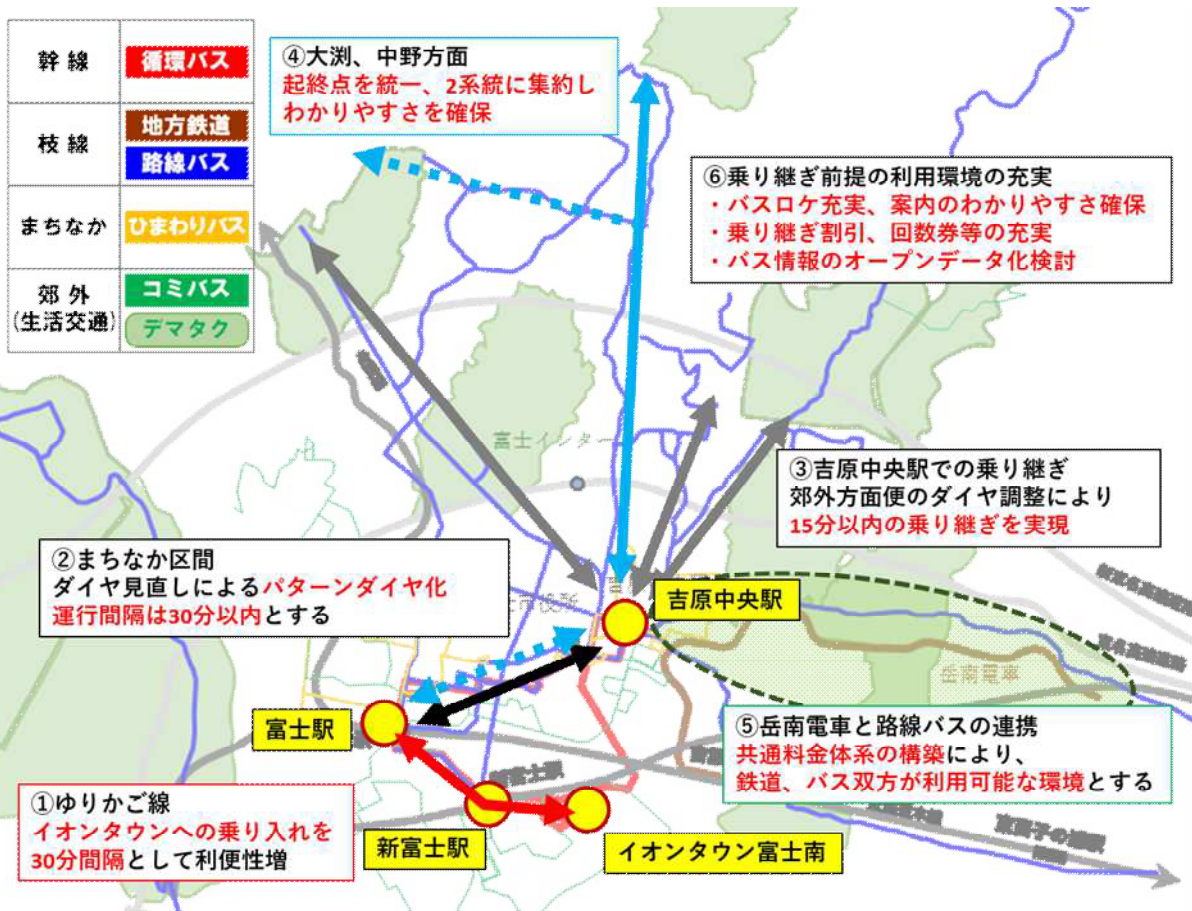 幹線
循環バス
枝線
地方鉄道
路線バス
まちなか
ひまわりバス
郊外
(生活交通)
コミバス
デマタク
④大渕、中野方面
起終点を統一、2系統に集約し
わかりやすさを確保
⑥乗り継ぎ前提の利用環境の充実
・バスロケ充実、案内のわかりやすさ確保
・乗り継ぎ割引、回数券等の充実
・バス情報のオープンデータ化検討
富士インター
③吉原中央駅での乗り継ぎ
郊外方面便のダイヤ調整により
15分以内の乗り継ぎを実現
②まちなか区間
ダイヤ見直しによるパターンダイヤ化
運行間隔は30分以内とする
市役所
吉原中央駅
岳南電車
富士駅
⑤岳南電車と路線バスの連携
共通料金体系の構築により、
鉄道、バス双方が利用可能な環境とする
①ゆりかご線
イオンタウンへの乗り入れを
30分間隔として利便性増
新富士駅
イオンタウン富士南